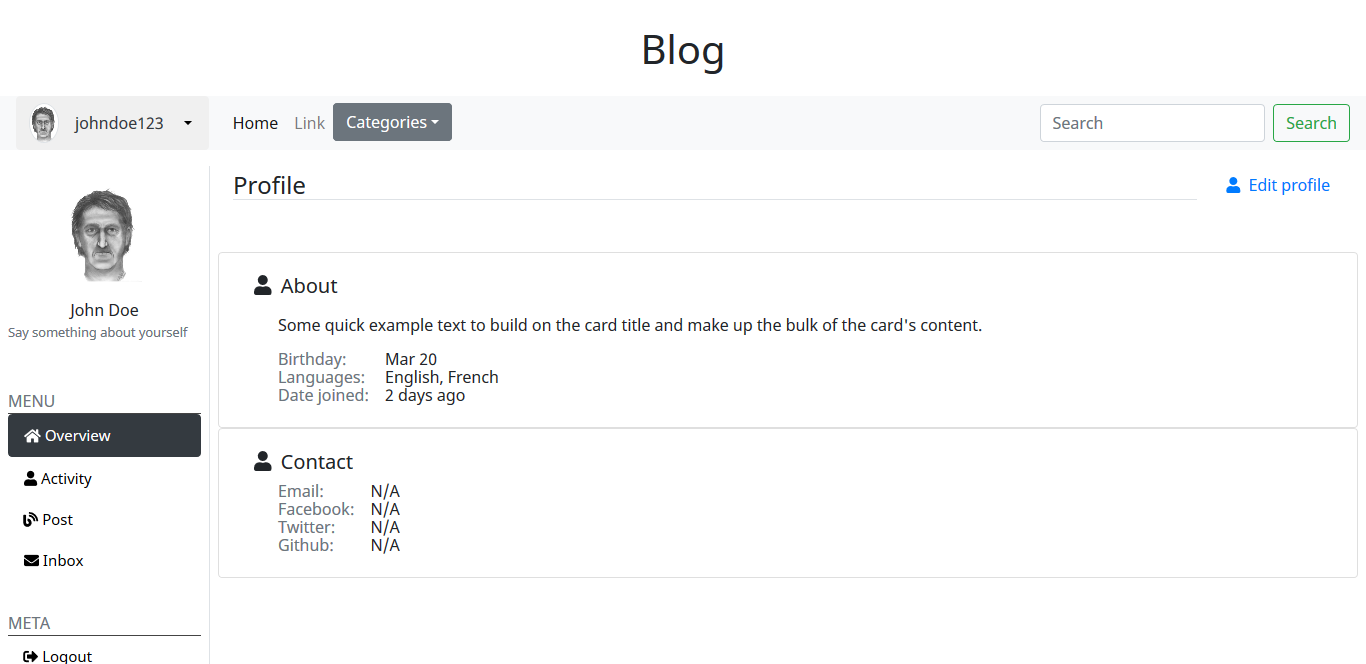 Blog
johndoe123 Home Link Categories Search Search
Profile Edit profile
John Doe
Say something about yourself
MENU
Overview
Activity
Post
Inbox
META
Logout
About
Some quick example text to build on the card title and make up the bulk of the card's content.
Birthday: Mar 20
Languages: English, French
Date joined: 2 days ago
Contact
Email: N/A
Facebook: N/A
Twitter: N/A
Github: N/A